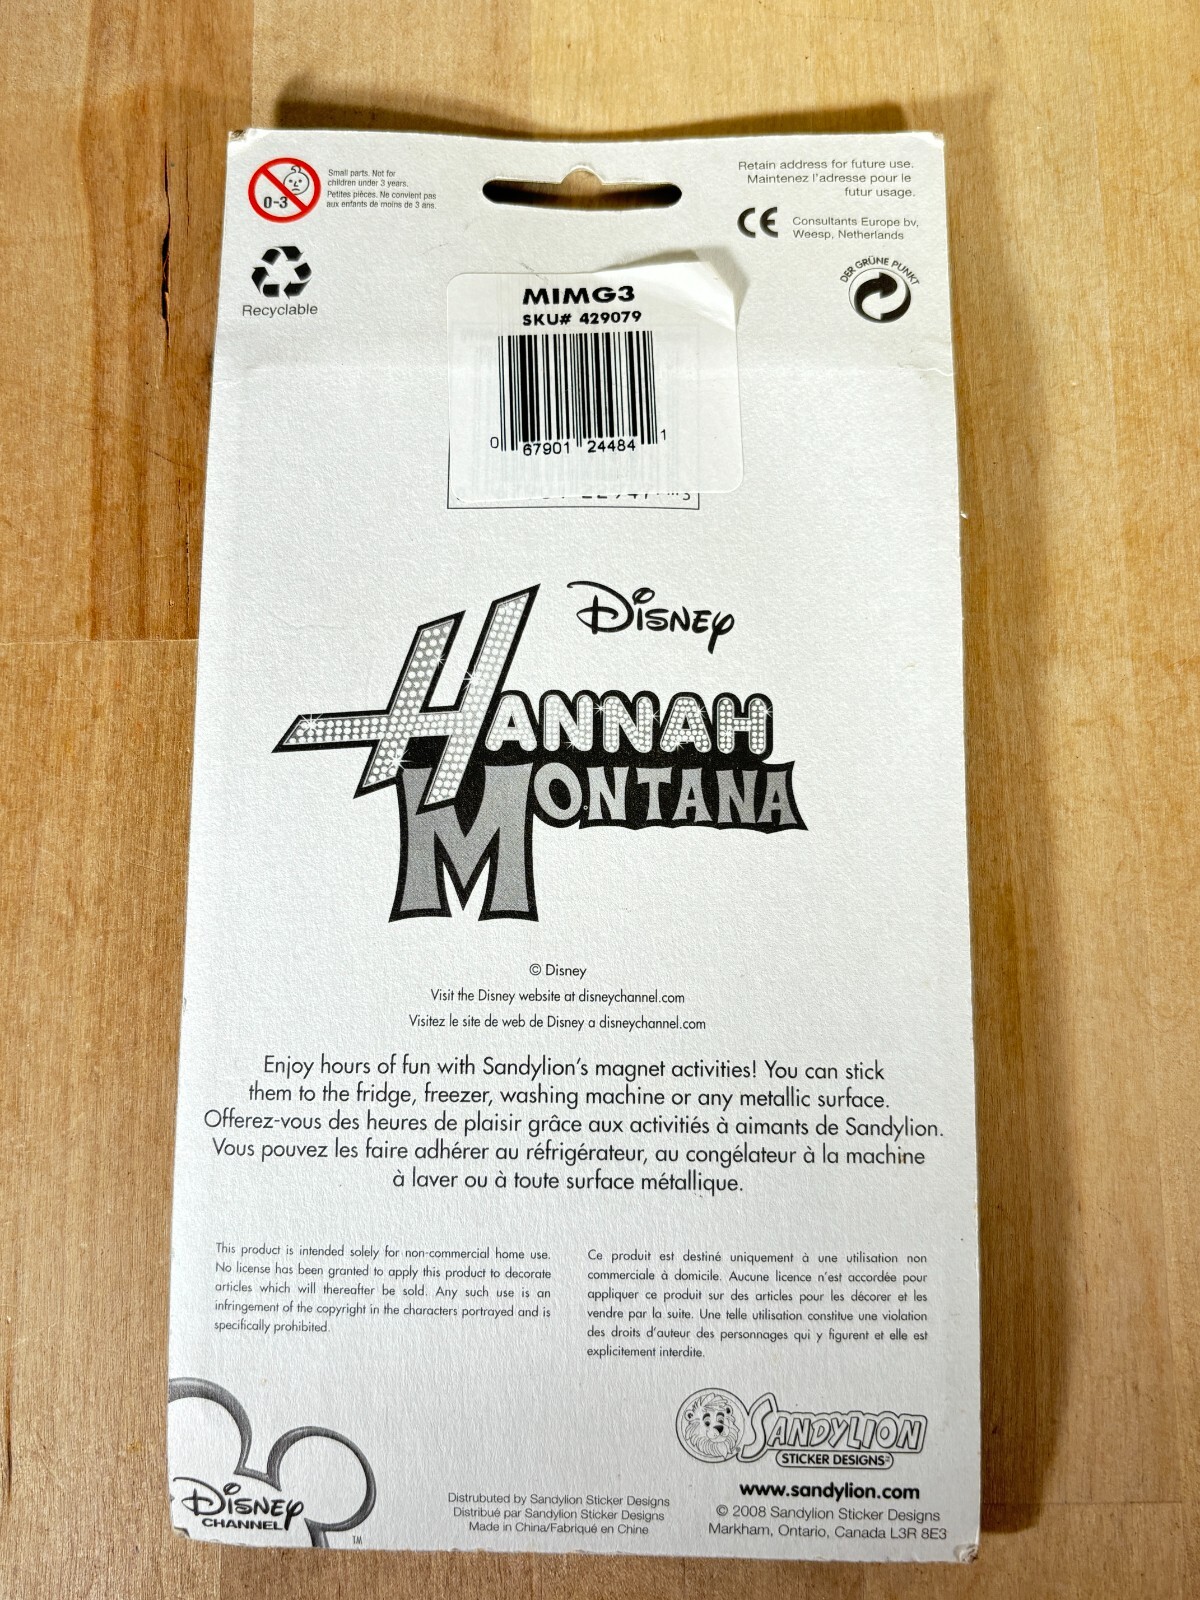 0-3
Small parts. Not for
children under 3 years.
Petites pièces. Ne convient pas
aux enfants de moins de 3 ans.
Recyclable
Retain address for future use.
Maintenez l'adresse pour le
futur usage.
CE
Consultants Europe bv,
Weesp, Netherlands
DER GRÜNE PUNKT
MIMG3
SKU# 429079
0 67901 24484 1
Disney
HANNAH
MONTANA
© Disney
Visit the Disney website at disneychannel.com
Visitez le site de web de Disney a disneychannel.com
Enjoy hours of fun with Sandylion's magnet activities! You can stick
them to the fridge, freezer, washing machine or any metallic surface.
Offerez-vous des heures de plaisir grâce aux activitiés à aimants de Sandylion.
Vous pouvez les faire adhérer au réfrigérateur, au congélateur à la machine
à laver ou à toute surface métallique.
This product is intended solely for non-commercial home use.
No license has been granted to apply this product to decorate
articles which will thereafter be sold. Any such use is an
infringement of the copyright in the characters portrayed and is
specifically prohibited.
Ce produit est destiné uniquement à une utilisation non
commerciale à domicile. Aucune licence n'est accordée pour
appliquer ce produit sur des articles pour les décorer et les
vendre par la suite. Une telle utilisation constitue une violation
des droits d'auteur des personnages qui y figurent et elle est
explicitement interdite.
Disney
CHANNEL
TM
Distrubuted by Sandylion Sticker Designs
Distribué par Sandylion Sticker Designs
Made in China/Fabriqué en Chine
SANDYLION
STICKER DESIGNS
www.sandylion.com
© 2008 Sandylion Sticker Designs
Markham, Ontario, Canada L3R 8E3